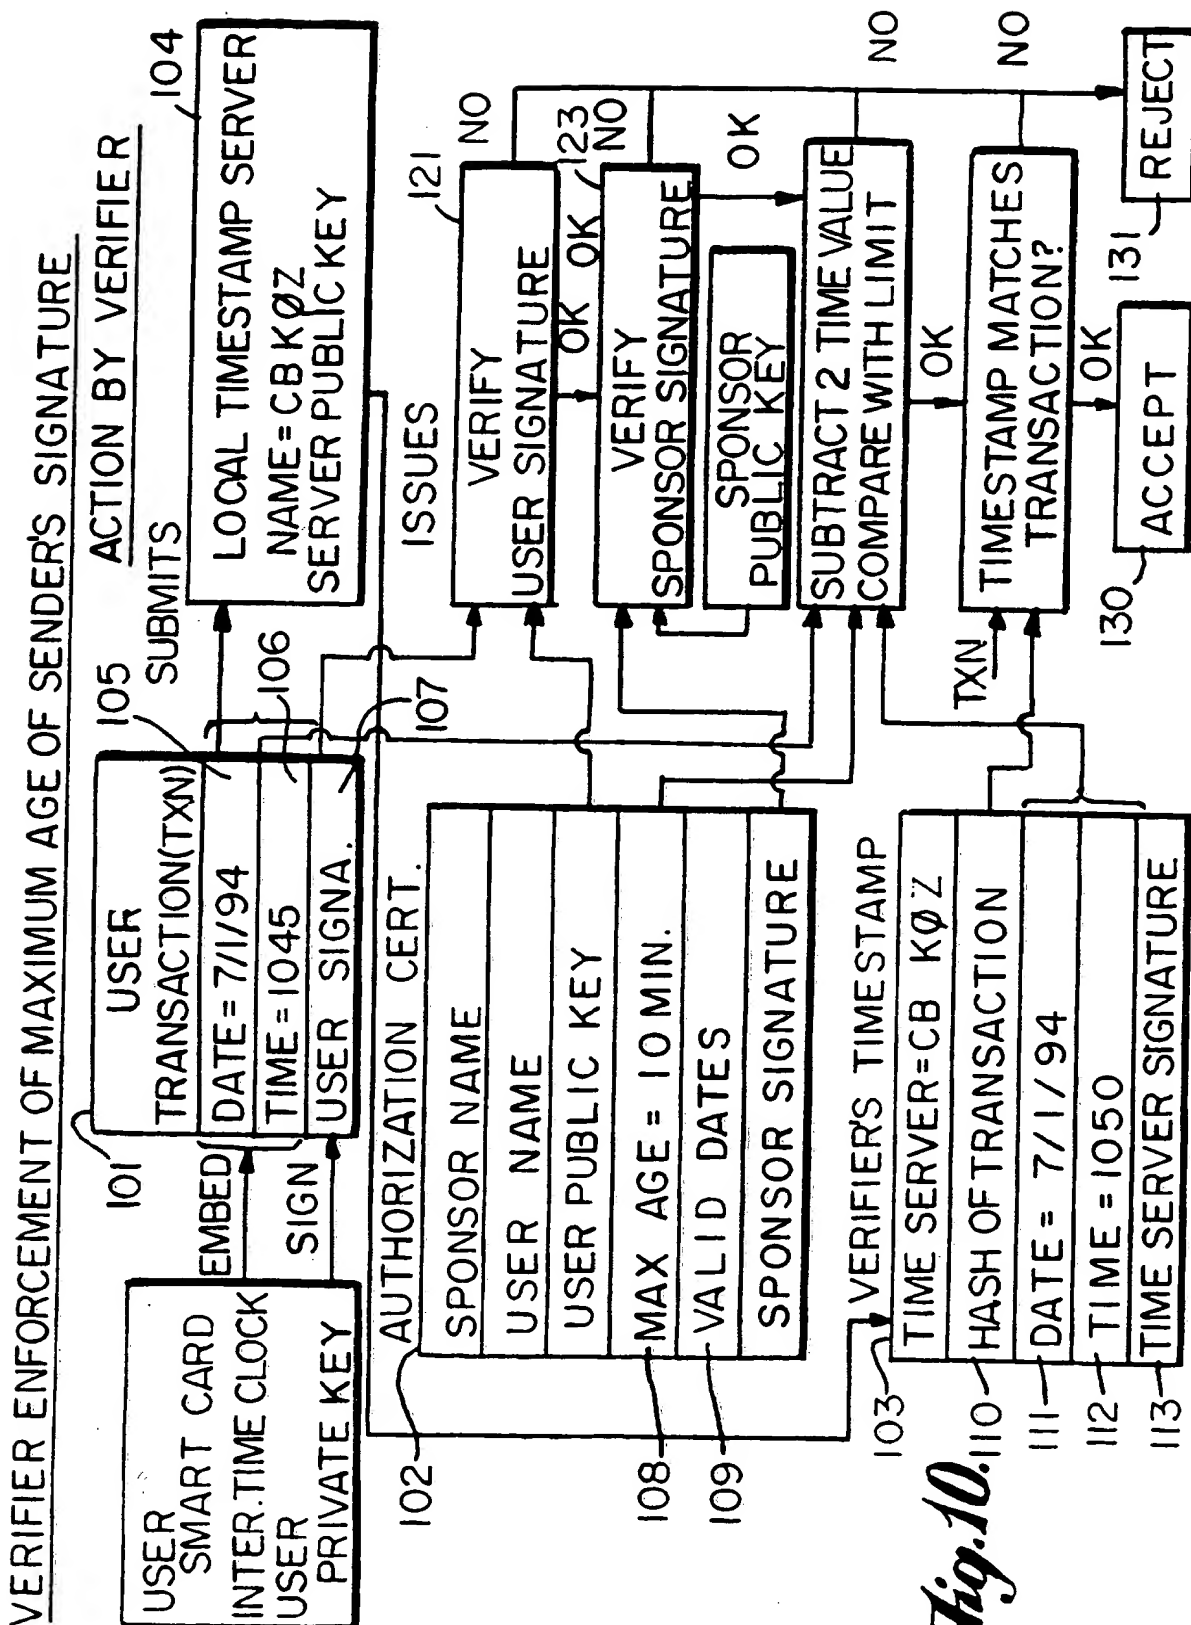 VERIFIER ENFORCEMENT OF MAXIMUM AGE OF SENDER'S SIGNATURE
ACTION BY VERIFIER
USER
SMART CARD
INTER. TIME CLOCK
USER
PRIVATE KEY
EMBED
SIGN
101
USER
TRANSACTION(TXN)
DATE = 7/1/94
TIME = 1045
USER SIGNA.
105
106
107
SUBMITS
104
LOCAL TIMESTAMP SERVER
NAME = CB KØZ
SERVER PUBLIC KEY
ISSUES
102
AUTHORIZATION CERT.
SPONSOR NAME
USER NAME
USER PUBLIC KEY
MAX AGE = 10 MIN.
VALID DATES
SPONSOR SIGNATURE
108
109
121
VERIFY
USER SIGNATURE
NO
OK
OK
123
VERIFY
SPONSOR SIGNATURE
NO
SPONSOR
PUBLIC KEY
OK
SUBTRACT 2 TIME VALUE
COMPARE WITH LIMIT
NO
OK
103
VERIFIER'S TIMESTAMP
TIME SERVER = CB KØZ
HASH OF TRANSACTION
DATE = 7/1/94
TIME = 1050
TIME SERVER SIGNATURE
110
111
112
113
TXN
TIMESTAMP MATCHES
TRANSACTION?
NO
OK
130
ACCEPT
131
REJECT
Fig. 10.